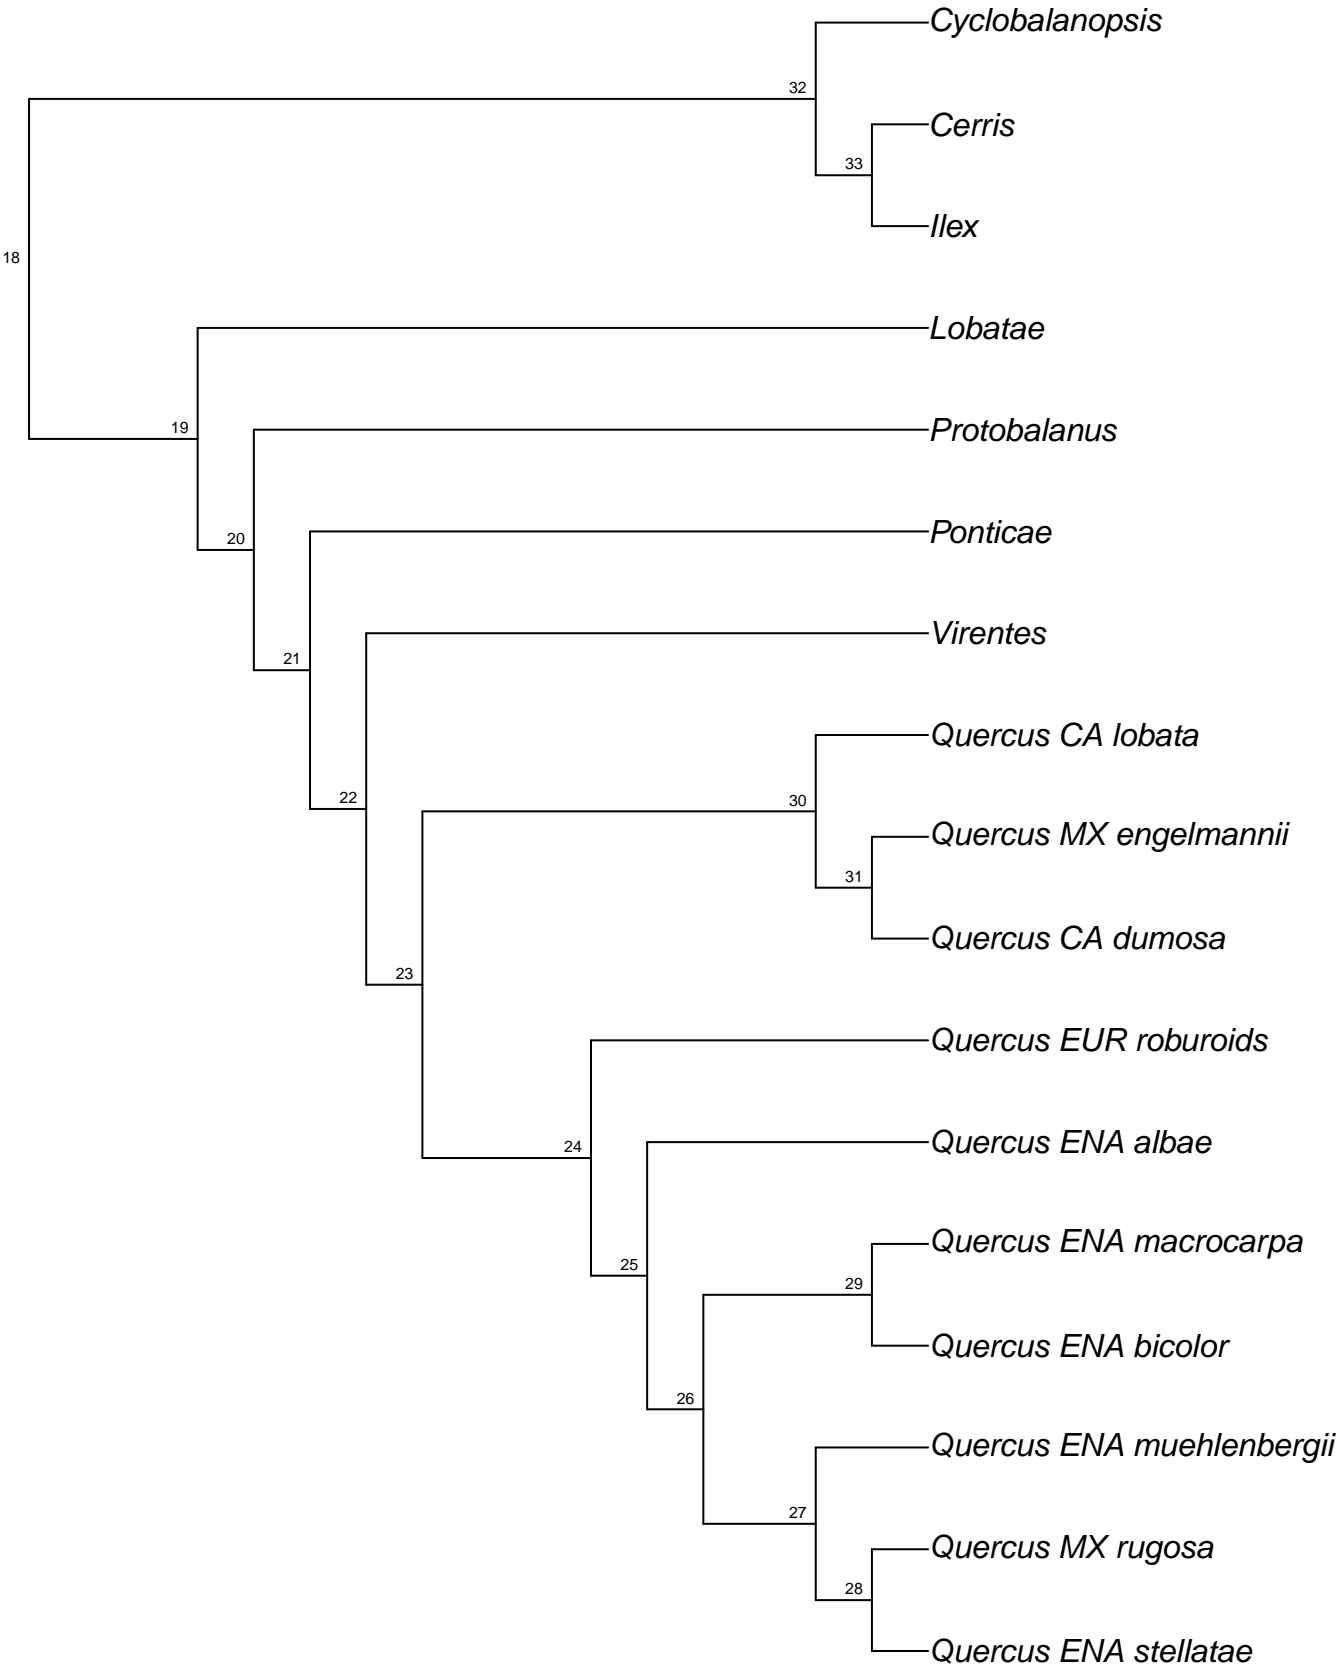 Cyclobalanopsis
32
Cerris
33
Ilex
18
Lobatae
19
Protobalanus
20
Ponticae
21
Virentes
22
Quercus CA lobata
30
Quercus MX engelmannii
31
Quercus CA dumosa
23
Quercus EUR roburoids
24
Quercus ENA albae
25
Quercus ENA macrocarpa
29
Quercus ENA bicolor
26
Quercus ENA muehlenbergii
27
Quercus MX rugosa
28
Quercus ENA stellatae